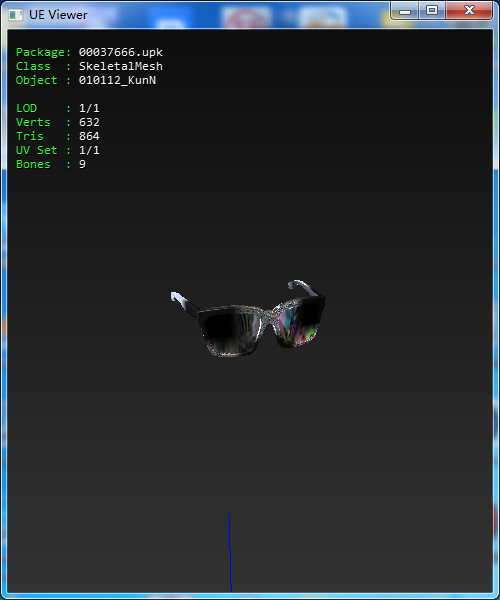 UE Viewer
Package: 00037666.upk
Class : SkeletalMesh
Object : 010112_KunN
LOD : 1/1
Verts : 632
Tris : 864
UV Set : 1/1
Bones : 9